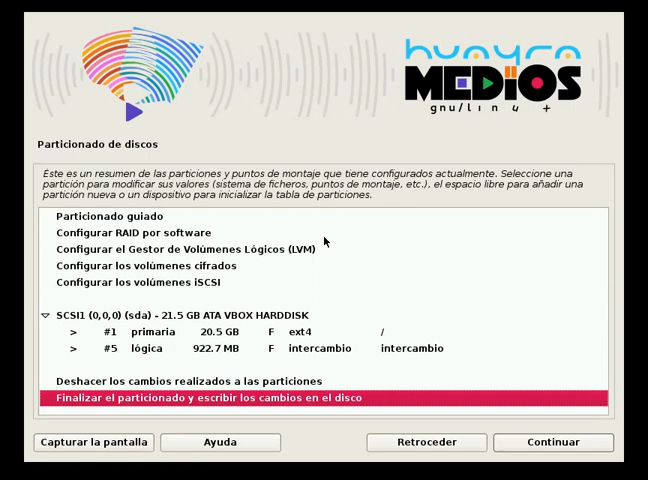 huayra
MEDiOS
gnu/linux +
Particionado de discos
Éste es un resumen de las particiones y puntos de montaje que tiene configurados actualmente. Seleccione una
partición para modificar sus valores (sistema de ficheros, puntos de montaje, etc.), el espacio libre para añadir una
partición nueva o un dispositivo para inicializar la tabla de particiones.
Particionado guiado
Configurar RAID por software
Configurar el Gestor de Volúmenes Lógicos (LVM)
Configurar los volúmenes cifrados
Configurar los volúmenes iSCSI
SCSI1 (0,0,0) (sda) - 21.5 GB ATA VBOX HARDDISK
> #1 primaria 20.5 GB F ext4 /
> #5 lógica 922.7 MB F intercambio intercambio
Deshacer los cambios realizados a las particiones
Finalizar el particionado y escribir los cambios en el disco
Capturar la pantalla Ayuda Retroceder Continuar